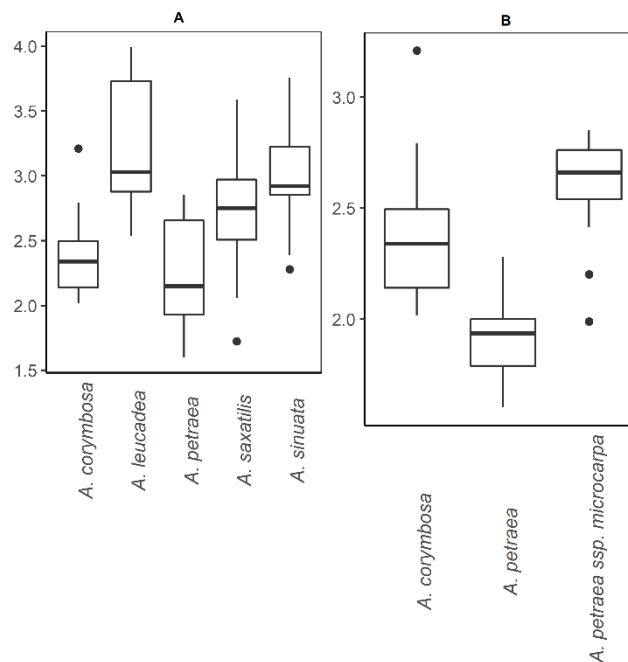 A
4.0
3.5
3.0
2.5
2.0
1.5
A. corymbosa
A. leucadea
A. petraea
A. saxatilis
A. sinuata
B
3.0
2.5
2.0
A. corymbosa
A. petraea
A. petraea ssp. microcarpa